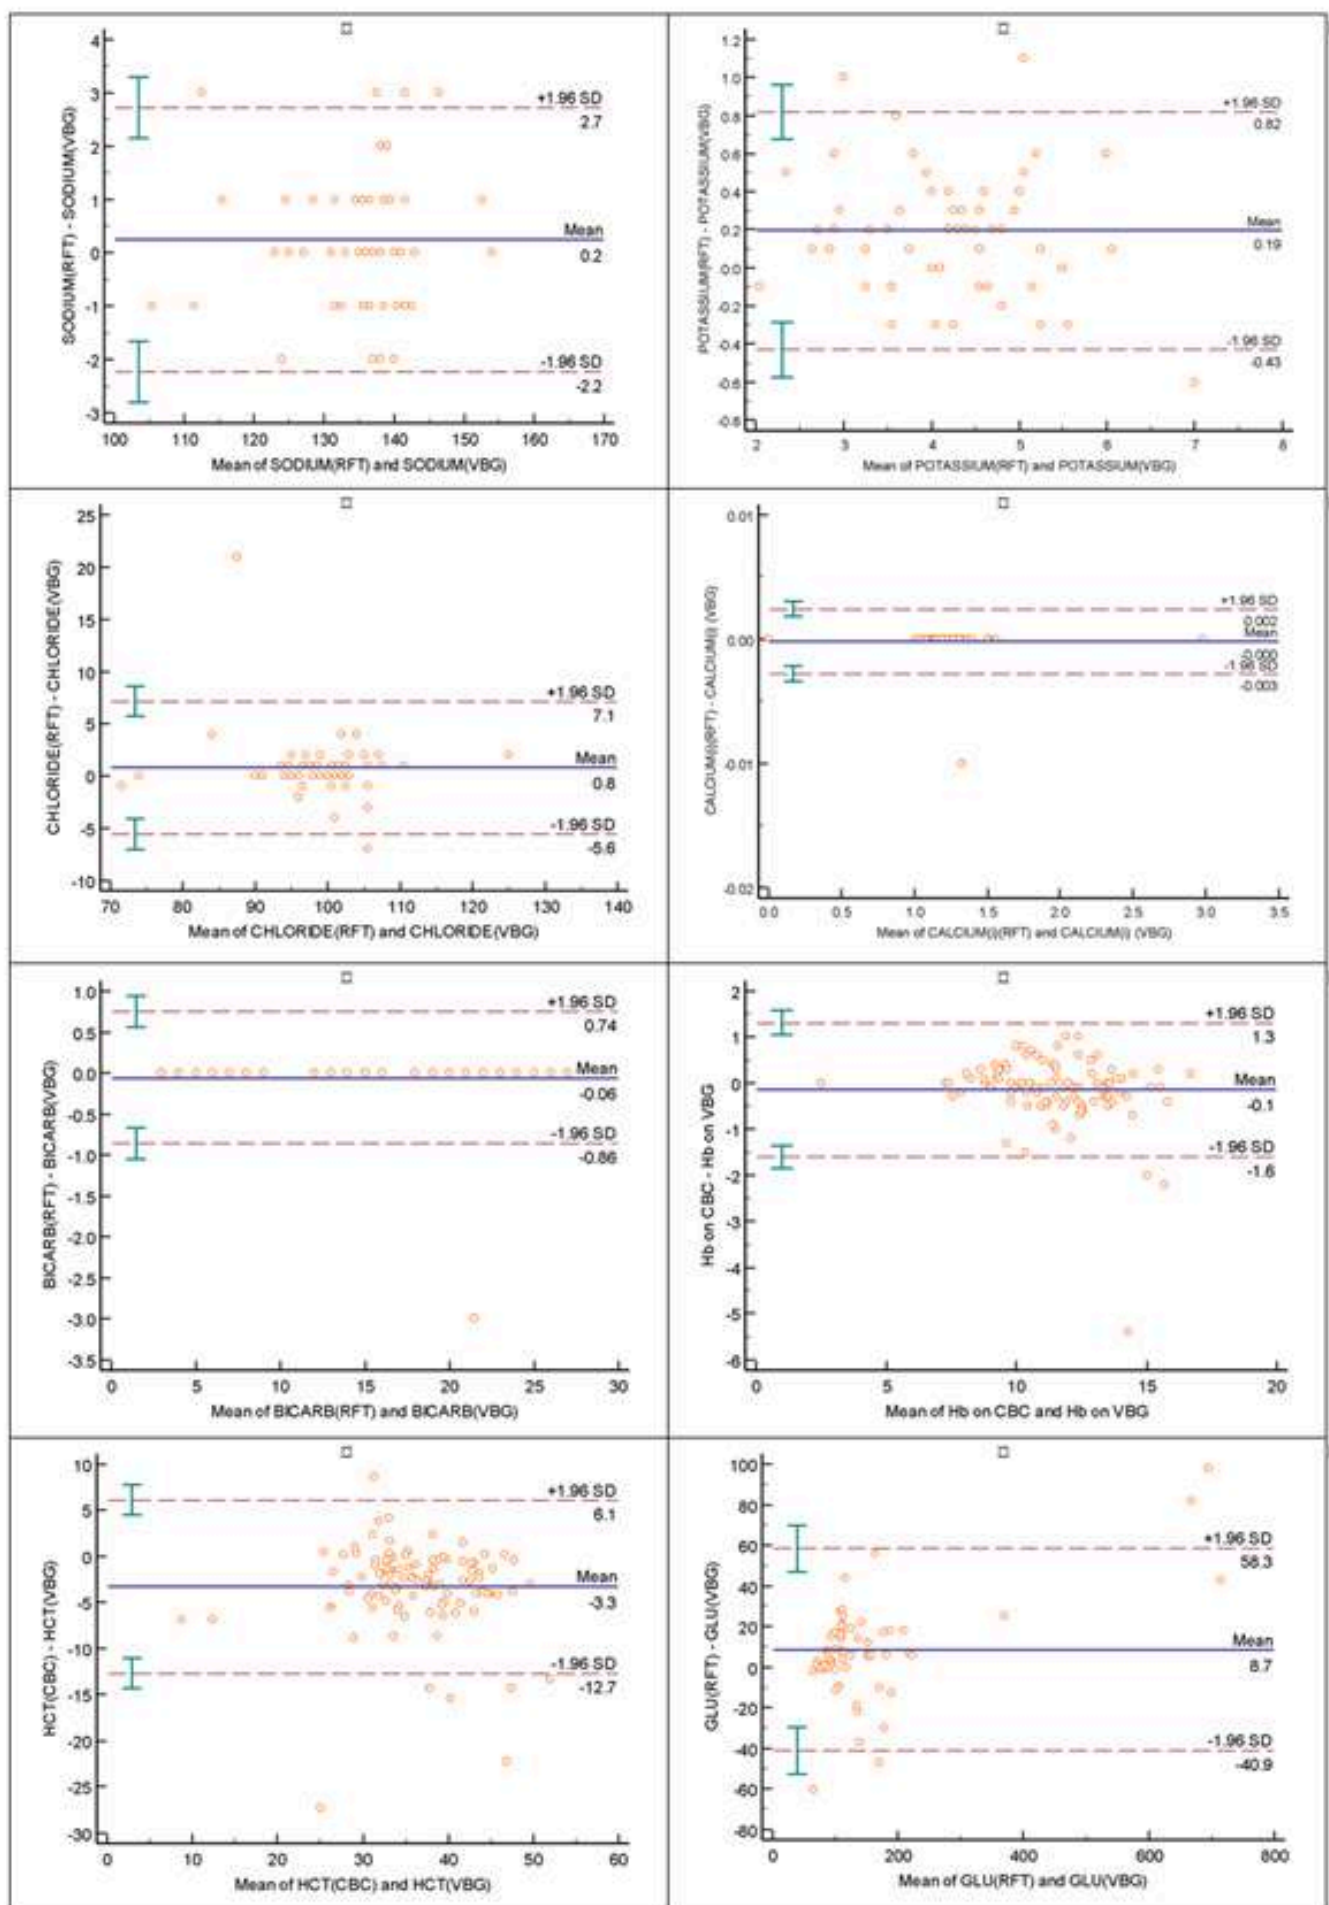 4
3
2
1
0
-1
-2
-3
SODIUM(RFT) - SODIUM(VBG)
+1.96 SD
2.7
Mean
0.2
-1.96 SD
-2.2
100 110 120 130 140 150 160 170
Mean of SODIUM(RFT) and SODIUM(VBG)
1.2
1.0
0.8
0.6
0.4
0.2
0.0
-0.2
-0.4
-0.6
-0.8
POTASSIUM(RFT) - POTASSIUM(VBG)
+1.96 SD
0.82
Mean
0.19
-1.96 SD
-0.43
2 3 4 5 6 7 8
Mean of POTASSIUM(RFT) and POTASSIUM(VBG)
25
20
15
10
5
0
-5
-10
CHLORIDE(RFT) - CHLORIDE(VBG)
+1.96 SD
7.1
Mean
0.8
-1.96 SD
-5.6
70 80 90 100 110 120 130 140
Mean of CHLORIDE(RFT) and CHLORIDE(VBG)
0.01
0.00
-0.01
-0.02
CALCIUM(i)(RFT) - CALCIUM(i) (VBG)
+1.96 SD
0.002
Mean
-0.000
-1.96 SD
-0.003
0.0 0.5 1.0 1.5 2.0 2.5 3.0 3.5
Mean of CALCIUM(i)(RFT) and CALCIUM(i) (VBG)
1.0
0.5
0.0
-0.5
-1.0
-1.5
-2.0
-2.5
-3.0
-3.5
BICARB(RFT) - BICARB(VBG)
+1.96 SD
0.74
Mean
-0.06
-1.96 SD
-0.86
0 5 10 15 20 25 30
Mean of BICARB(RFT) and BICARB(VBG)
2
1
0
-1
-2
-3
-4
-5
-6
Hb on CBC - Hb on VBG
+1.96 SD
1.3
Mean
-0.1
-1.96 SD
-1.6
0 5 10 15 20
Mean of Hb on CBC and Hb on VBG
10
5
0
-5
-10
-15
-20
-25
-30
HCT(CBC) - HCT(VBG)
+1.96 SD
6.1
Mean
-3.3
-1.96 SD
-12.7
0 10 20 30 40 50 60
Mean of HCT(CBC) and HCT(VBG)
100
80
60
40
20
0
-20
-40
-60
-80
GLU(RFT) - GLU(VBG)
+1.96 SD
58.3
Mean
8.7
-1.96 SD
-40.9
0 200 400 600 800
Mean of GLU(RFT) and GLU(VBG)